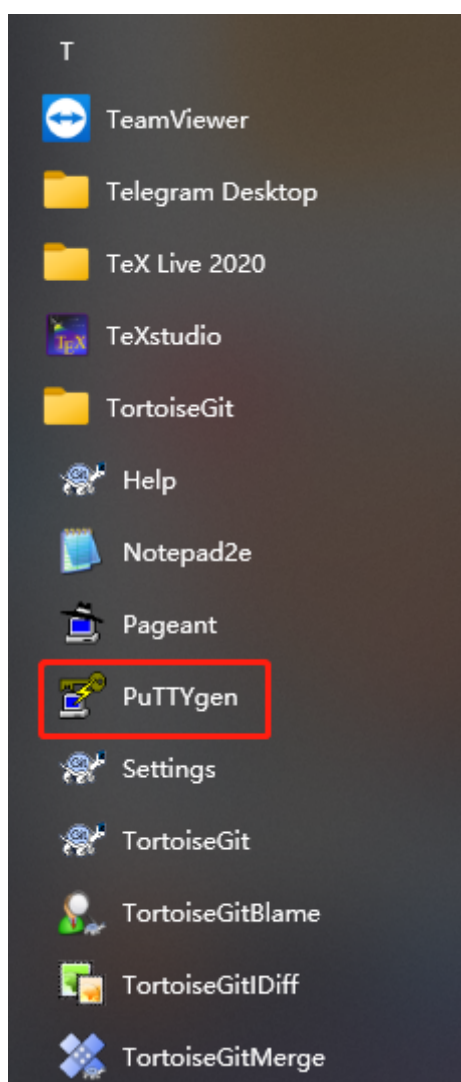 T
TeamViewer
Telegram Desktop
TeX Live 2020
TeXstudio
TortoiseGit
Help
Notepad2e
Pageant
PuTTYgen
Settings
TortoiseGit
TortoiseGitBlame
TortoiseGitIDiff
TortoiseGitMerge